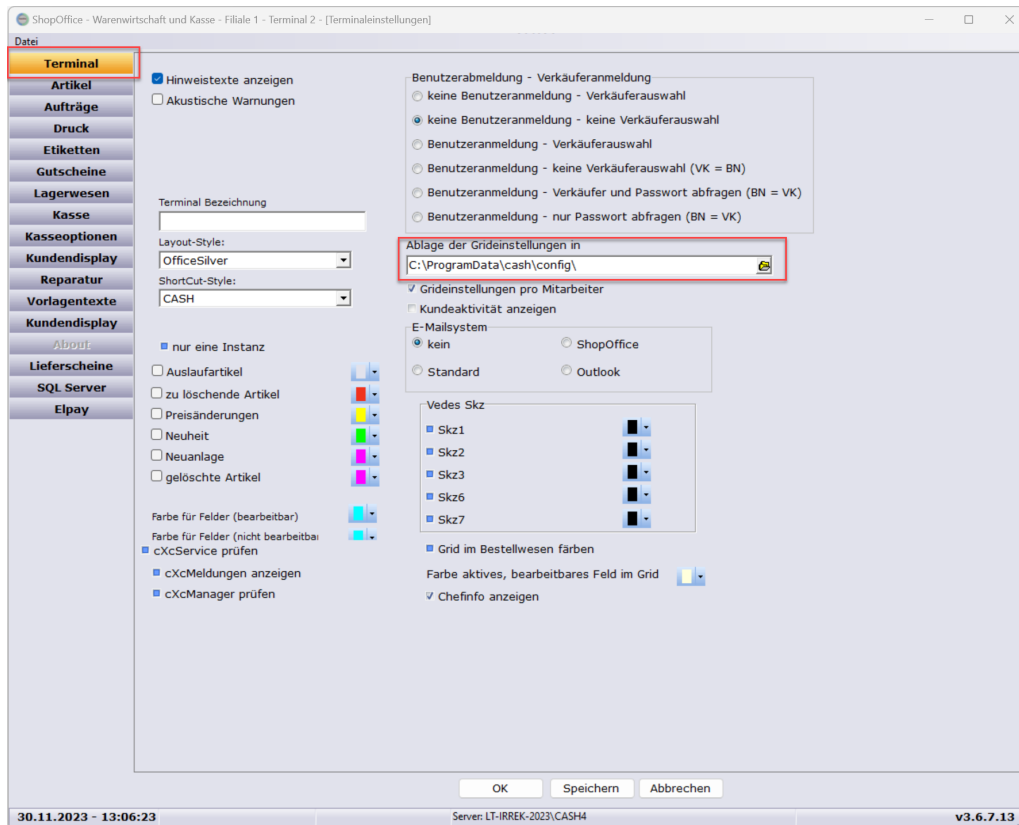 ShopOffice - Warenwirtschaft und Kasse - Filiale 1 - Terminal 2 - [Terminaleinstellungen]
Datei
Terminal
Artikel
Aufträge
Druck
Etiketten
Gutscheine
Lagerwesen
Kasse
Kasseoptionen
Kundendisplay
Reparatur
Vorlagentexte
Kundendisplay
About
Lieferscheine
SQL Server
Elpay
Hinweistexte anzeigen
Akustische Warnungen
Terminal Bezeichnung
Layout-Style:
OfficeSilver
ShortCut-Style:
CASH
nur eine Instanz
Auslaufartikel
zu löschende Artikel
Preisänderungen
Neuheit
Neuanlage
gelöschte Artikel
Farbe für Felder (bearbeitbar)
Farbe für Felder (nicht bearbeitba
cXcService prüfen
cXcMeldungen anzeigen
cXcManager prüfen
Benutzerabmeldung - Verkäuferanmeldung
keine Benutzeranmeldung - Verkäuferauswahl
keine Benutzeranmeldung - keine Verkäuferauswahl
Benutzeranmeldung - Verkäuferauswahl
Benutzeranmeldung - keine Verkäuferauswahl (VK = BN)
Benutzeranmeldung - Verkäufer und Passwort abfragen (BN = VK)
Benutzeranmeldung - nur Passwort abfragen (BN = VK)
Ablage der Grideinstellungen in
C:\ProgramData\cash\config\
Grideinstellungen pro Mitarbeiter
Kundeaktivität anzeigen
E-Mailsystem
kein
ShopOffice
Standard
Outlook
Vedes Skz
Skz1
Skz2
Skz3
Skz6
Skz7
Grid im Bestellwesen färben
Farbe aktives, bearbeitbares Feld im Grid
Chefinfo anzeigen
OK
Speichern
Abbrechen
30.11.2023 - 13:06:23
Server: LT-IRREK-2023\CASH4
v3.6.7.13